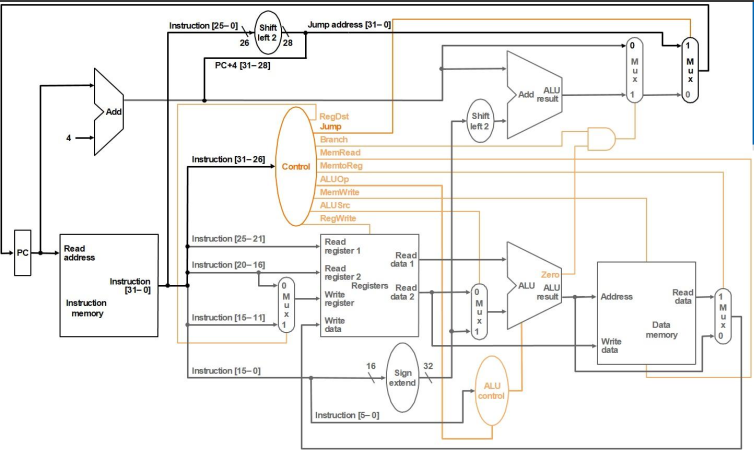 Instruction [25–0]
Shift
left 2
26
28
Jump address [31–0]
PC+4 [31–28]
0
M
u
x
1
1
M
u
x
0
Add
4
Add
ALU
result
Shift
left 2
RegDst
Jump
Branch
MemRead
MemtoReg
ALUOp
MemWrite
ALUSrc
RegWrite
Control
Instruction [31–26]
PC
Read
address
Instruction
[31–0]
Instruction
memory
Instruction [25–21]
Instruction [20–16]
Instruction [15–11]
0
M
u
x
1
Read
register 1
Read
register 2
Registers
Write
register
Write
data
Read
data 1
Read
data 2
0
M
u
x
1
Zero
ALU
ALU
result
Address
Read
data
Data
memory
Write
data
1
M
u
x
0
Instruction [15–0]
16
Sign
extend
32
ALU
control
Instruction [5–0]